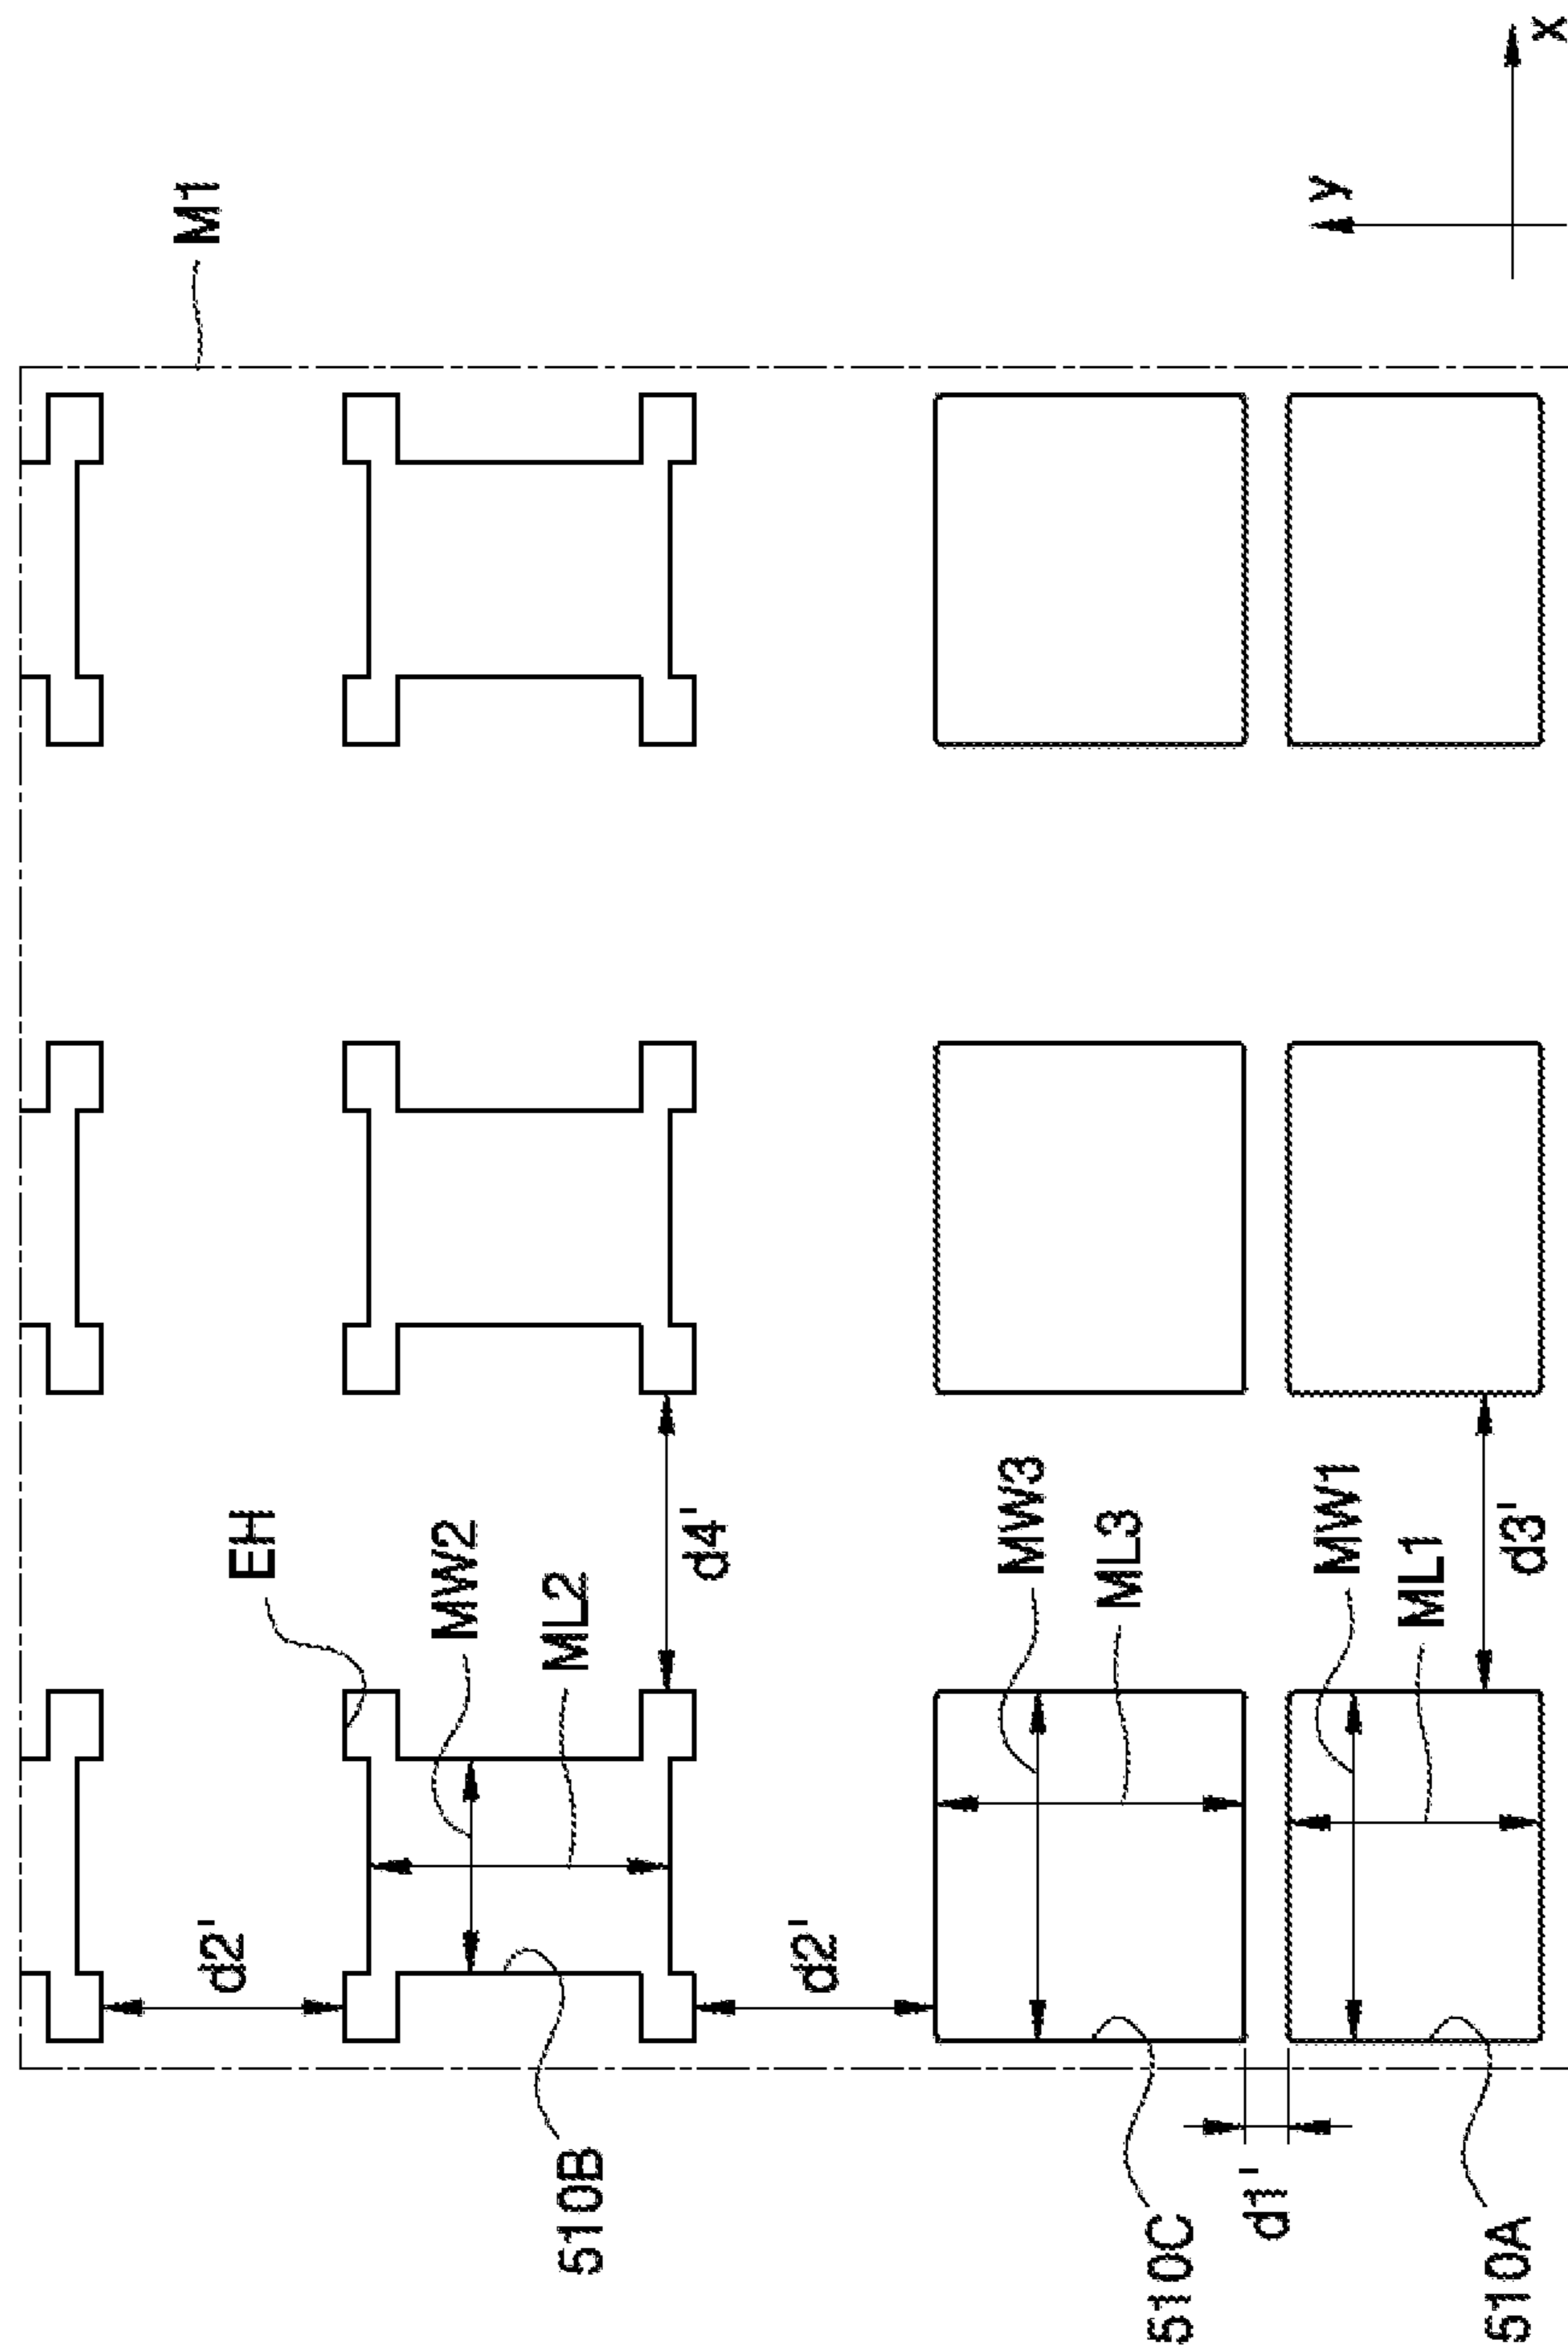 M1
x
y
EH
MW2
ML2
d4'
MW3
ML3
MW1
ML1
d3'
d2'
d2'
510B
510C
d1'
510A